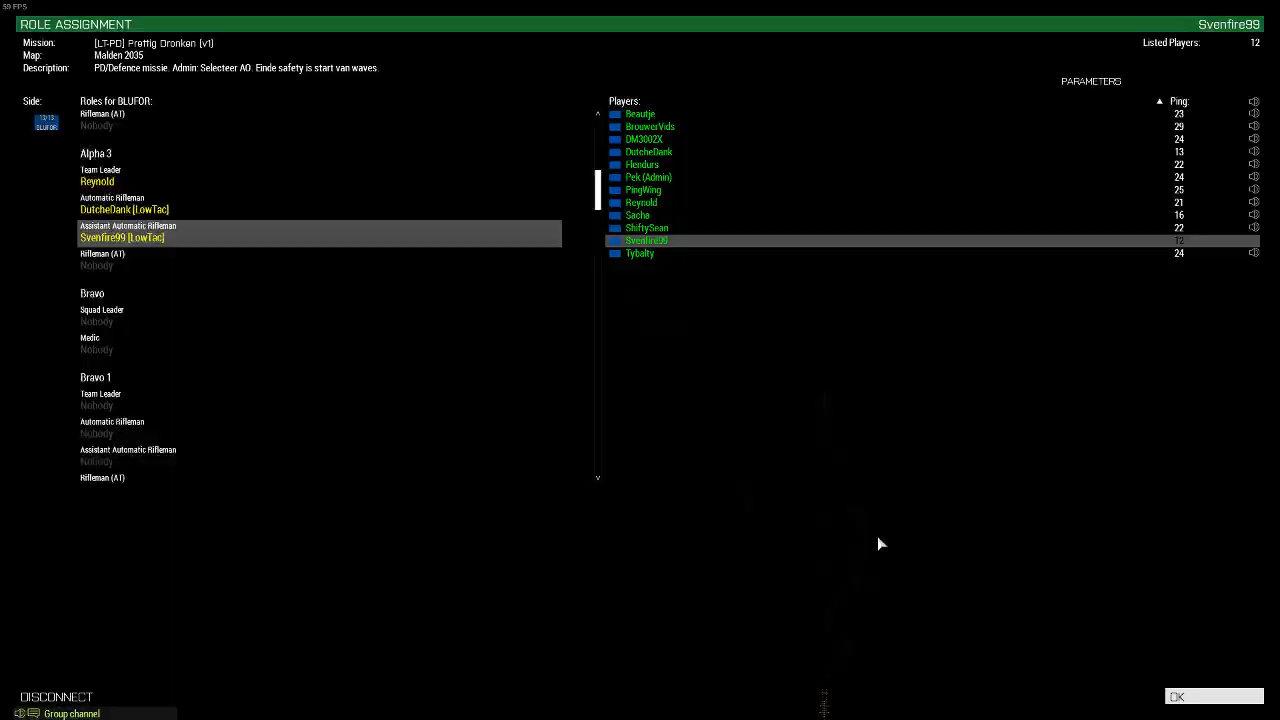 59 FPS
ROLE ASSIGNMENT Svenfire99
Mission: [LT-PD] Prettig Dronken (v1) Listed Players: 12
Map: Malden 2035
Description: PD/Defence missie. Admin: Selecteer AO. Einde safety is start van waves.
PARAMETERS
Side: Roles for BLUFOR: Players: Ping:
13/13
BLUFOR
Rifleman (AT)
Nobody
Alpha 3
Team Leader
Reynold
Automatic Rifleman
DutcheDank [LowTac]
Assistant Automatic Rifleman
Svenfire99 [LowTac]
Rifleman (AT)
Nobody
Bravo
Squad Leader
Nobody
Medic
Nobody
Bravo 1
Team Leader
Nobody
Automatic Rifleman
Nobody
Assistant Automatic Rifleman
Nobody
Rifleman (AT)
Beautje 23
BrouwerVids 29
DM3002X 24
DutcheDank 13
Flendurs 22
Pek (Admin) 24
PingWing 25
Reynold 21
Sacha 16
ShiftySean 22
Svenfire99 12
Tybalty 24
DISCONNECT OK
Group channel